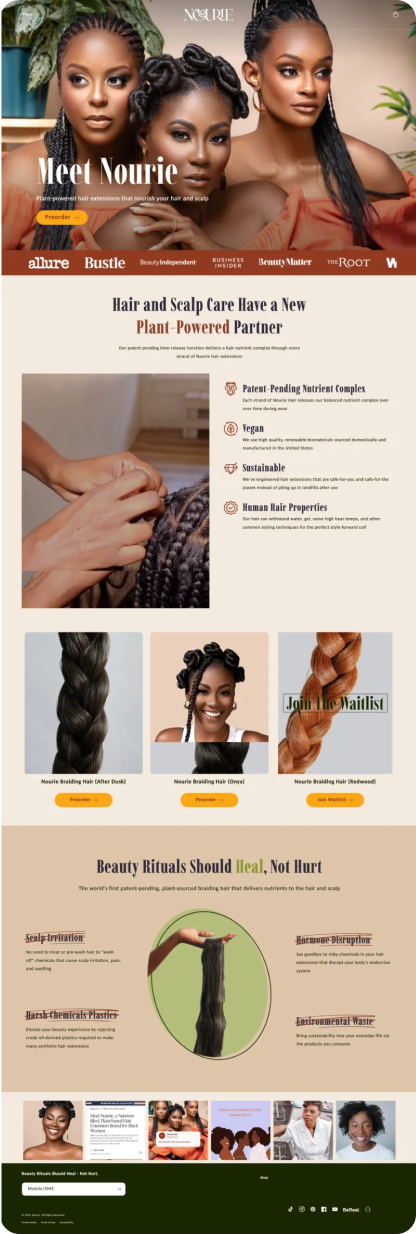 NOURIE
Meet Nourie
Plant-powered hair extensions that nourish your hair and scalp
Preorder →
allure Bustle BeautyIndependent BUSINESS INSIDER BeautyMatter THE ROOT W
Hair and Scalp Care Have a New
Plant-Powered Partner
Our patent-pending time-release function delivers a hair nutrient complex through every
strand of Nourie hair extensions
Patent-Pending Nutrient Complex
Each strand of Nourie Hair releases our balanced nutrient complex over
over time during wear
Vegan
We use high quality, renewable biomaterials sourced domestically and
manufactured in the United States
Sustainable
We've engineered hair extensions that are safe-for-you and safe-for-the
planet instead of piling up in landfills after use
Human Hair Properties
Our hair can withstand water, gel, some high heat temps, and other
common styling techniques for the perfect style-forward coif
Join The Waitlist
Nourie Braiding Hair (After Dusk)
Preorder →
Nourie Braiding Hair (Onyx)
Preorder →
Nourie Braiding Hair (Redwood)
Join Waitlist →
Beauty Rituals Should Heal, Not Hurt
The world's first patent-pending, plant-sourced braiding hair that delivers nutrients to the hair and scalp
Scalp Irritation
No need to treat or pre-wash hair to "wash
off" chemicals that cause scalp irritation, pain,
and swelling
Harsh Chemicals Plastics
Elevate your beauty experience by rejecting
crude oil-derived plastics required to make
many synthetic hair extensions
Hormone Disruption
Say goodbye to risky chemicals in your hair
extensions that disrupt your body's endocrine
system
Environmental Waste
Bring sustainability into your everyday life via
the products you consume
Meet Nourie: a Nutrient-
Filled, Plant-based Hair
Extension Brand for Black
Women
Beauty Rituals Should Heal - Not Hurt.
Mobile/SMS →
Shop
BeReal.
© 2023, Nourie. All Rights Reserved
Privacy Policy Terms of Use Accessibility